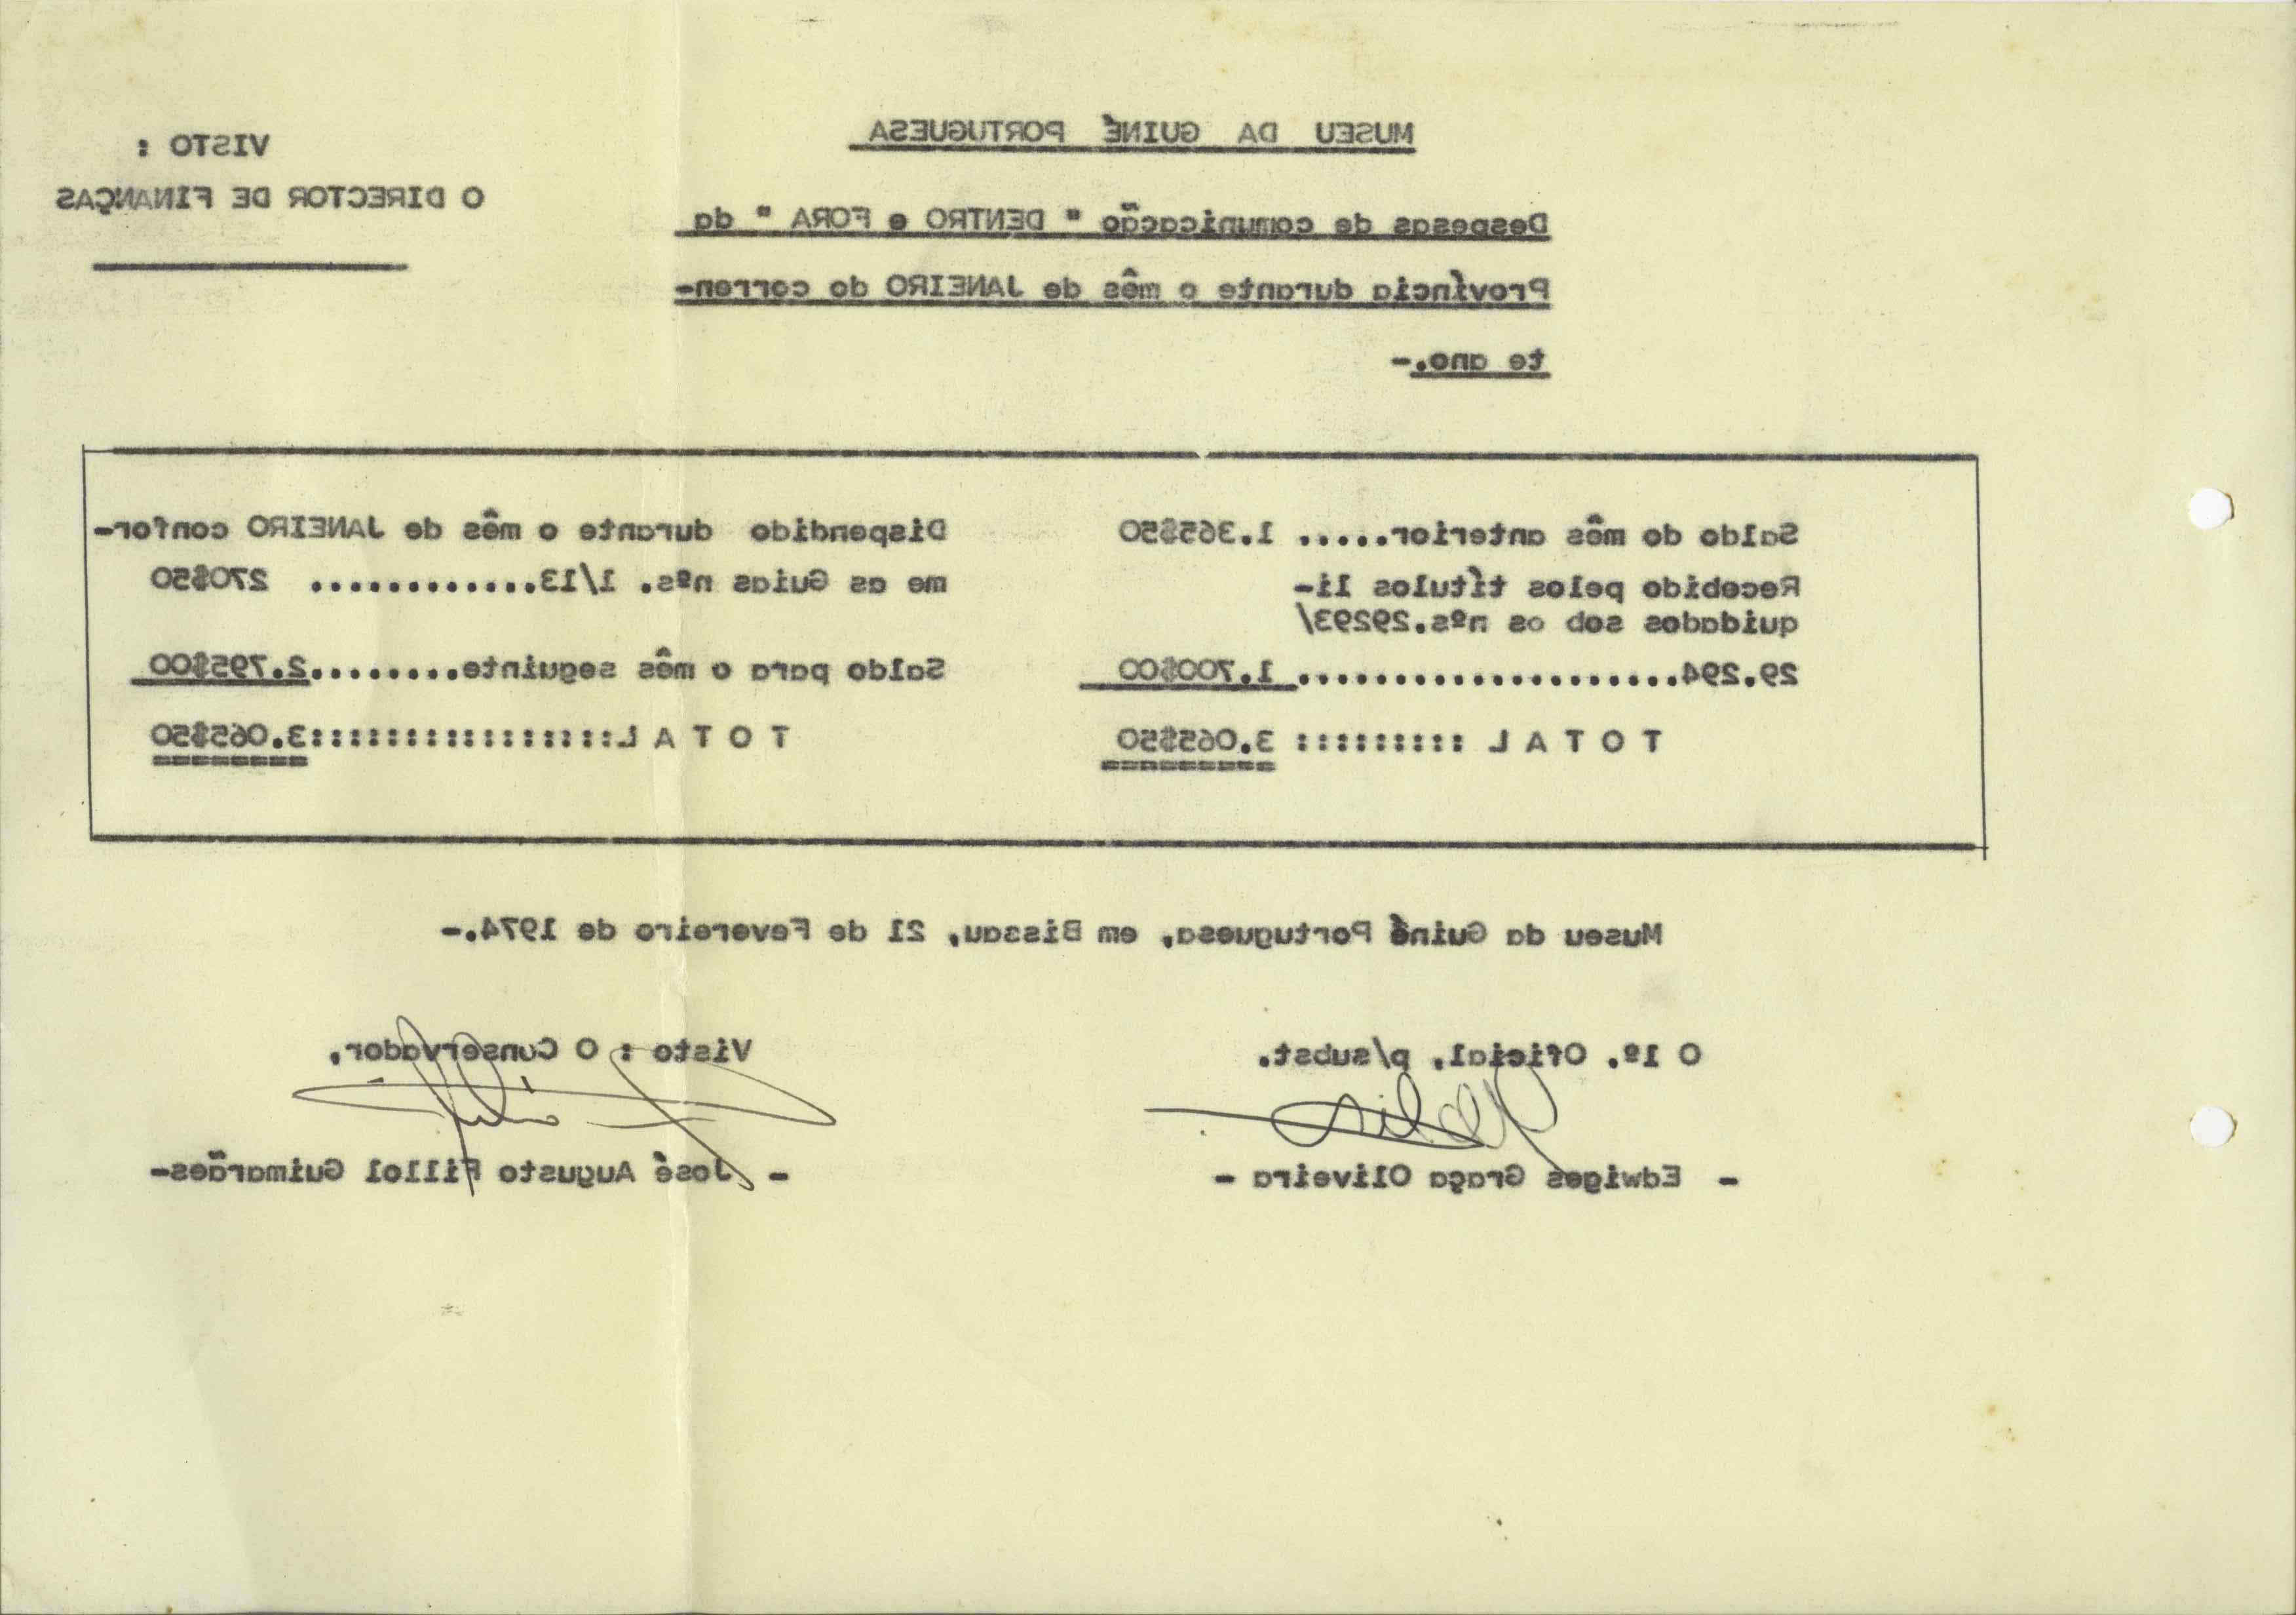 MUSEU DA GUINÉ PORTUGUESA
VISTO :
O DIRECTOR DE FINANÇAS
Despesas de comunicação " DENTRO e FORA " da
Província durante o mês de JANEIRO do corren-
te ano.-
Saldo do mês anterior..... 1.365$50
Recebido pelos títulos li-
quidados sob os nºs.29293/
29.294.................... 1.700$00
T O T A L ::::::::: 3.065$50
Dispendido durante o mês de JANEIRO confor-
me as Guias nºs. 1/13............ 270$50
Saldo para o mês seguinte........2.795$00
T O T A L:::::::::::::::::3.065$50
Museu da Guiné Portuguesa, em Bissau, 21 de Fevereiro de 1974.-
O 1º. Oficial, p/subst.
- Edwiges Graça Oliveira -
Visto : O Conservador,
- José Augusto Fillol Guimarães-